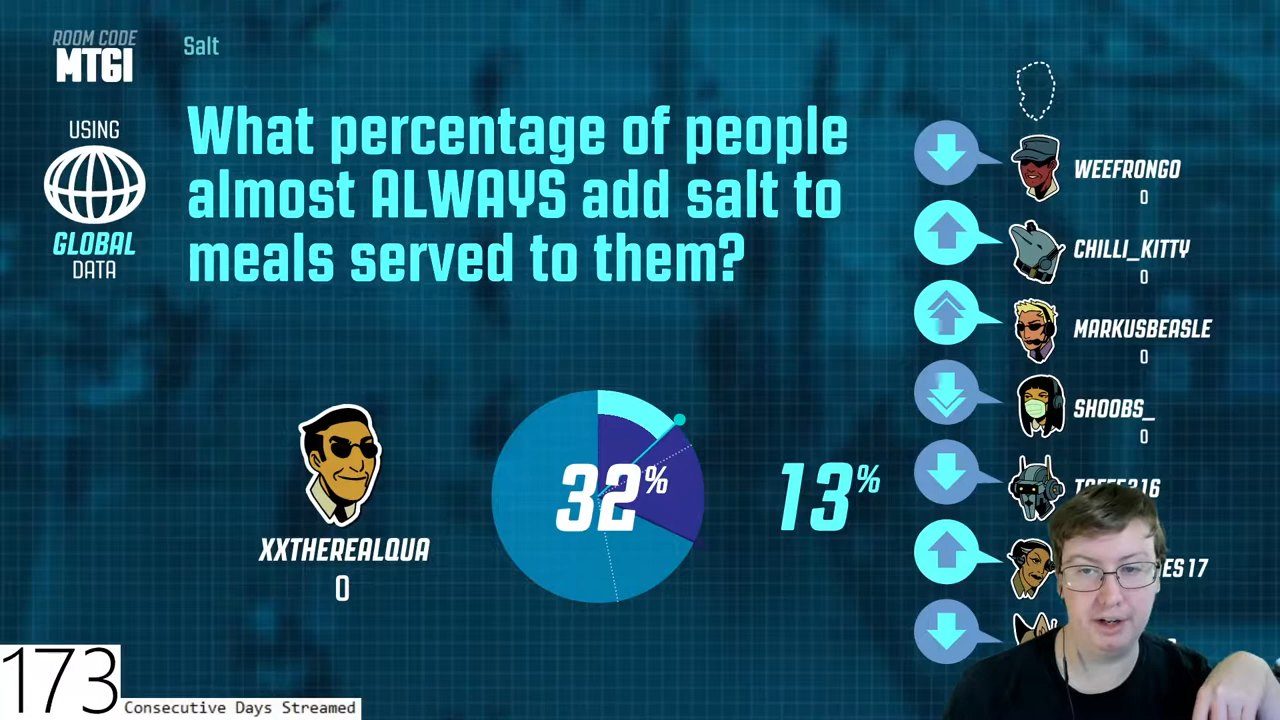 ROOM CODE
MTGI
Salt
USING
GLOBAL
DATA
What percentage of people
almost ALWAYS add salt to
meals served to them?
WEEFRONGO
0
CHILLI_KITTY
0
MARKUSBEASLE
0
SHOOBS_
0
ES17
32%
13%
XXTHEREALQUA
0
173
Consecutive Days Streamed